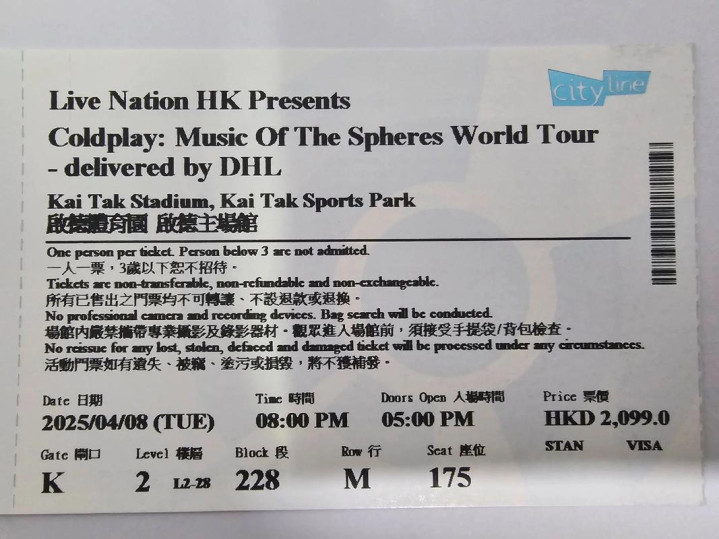 city line
Live Nation HK Presents
Coldplay: Music Of The Spheres World Tour
- delivered by DHL
Kai Tak Stadium, Kai Tak Sports Park
啟德體育園 啟德主場館
One person per ticket. Person below 3 are not admitted.
一人一票，3歲以下恕不招待。
Tickets are non-transferable, non-refundable and non-exchangeable.
所有已售出之門票均不可轉讓、不設退款或退換。
No professional camera and recording devices. Bag search will be conducted.
場館內嚴禁攜帶專業攝影及錄影器材。觀眾進入場館前，須接受手提袋/背包檢查。
No reissue for any lost, stolen, defaced and damaged ticket will be processed under any circumstances.
活動門票如有遺失、被竊、塗污或損毀，將不獲補發。
Date 日期 Time 時間 Doors Open 入場時間 Price 票價
2025/04/08 (TUE) 08:00 PM 05:00 PM HKD 2,099.0
STAN VISA
Gate 閘口 Level 樓層 Block 段 Row 行 Seat 座位
K 2 L2-28 228 M 175